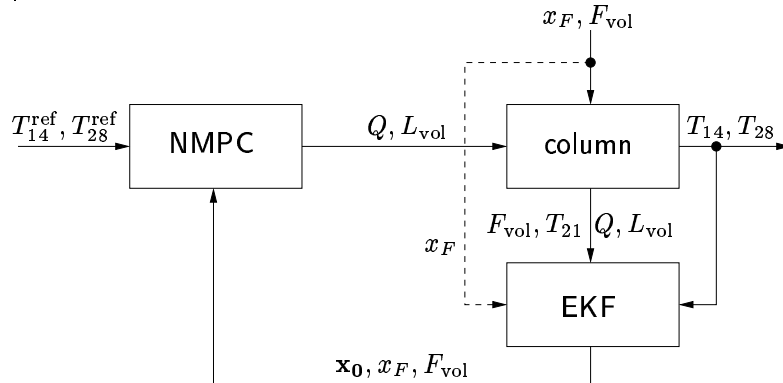 x_F, F_vol
T_14^ref, T_28^ref
NMPC
Q, L_vol
column
T_14, T_28
F_vol, T_21
Q, L_vol
x_F
EKF
x_0, x_F, F_vol